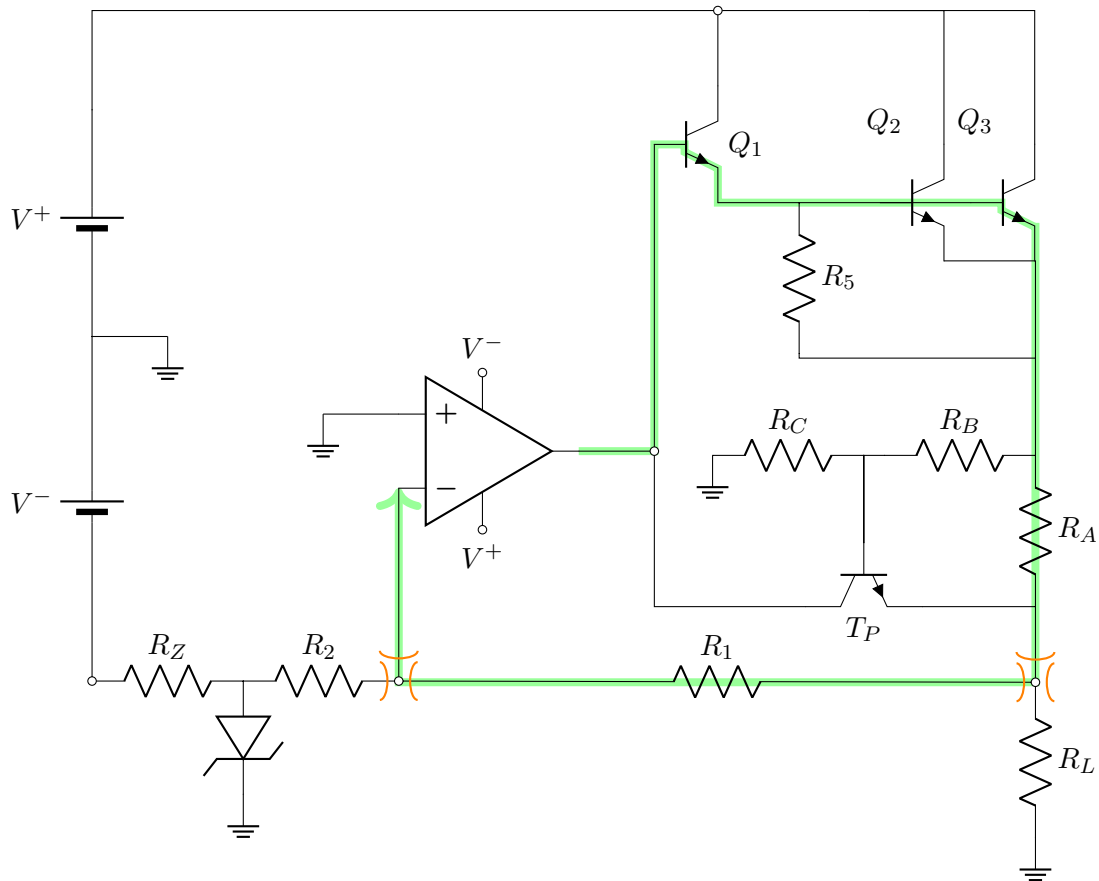 Q₂ Q₃
Q₁
V⁺
R₅
V⁻
+
R_C R_B
V⁻
−
R_A
V⁺
T_P
R_Z R₂ R₁
R_L